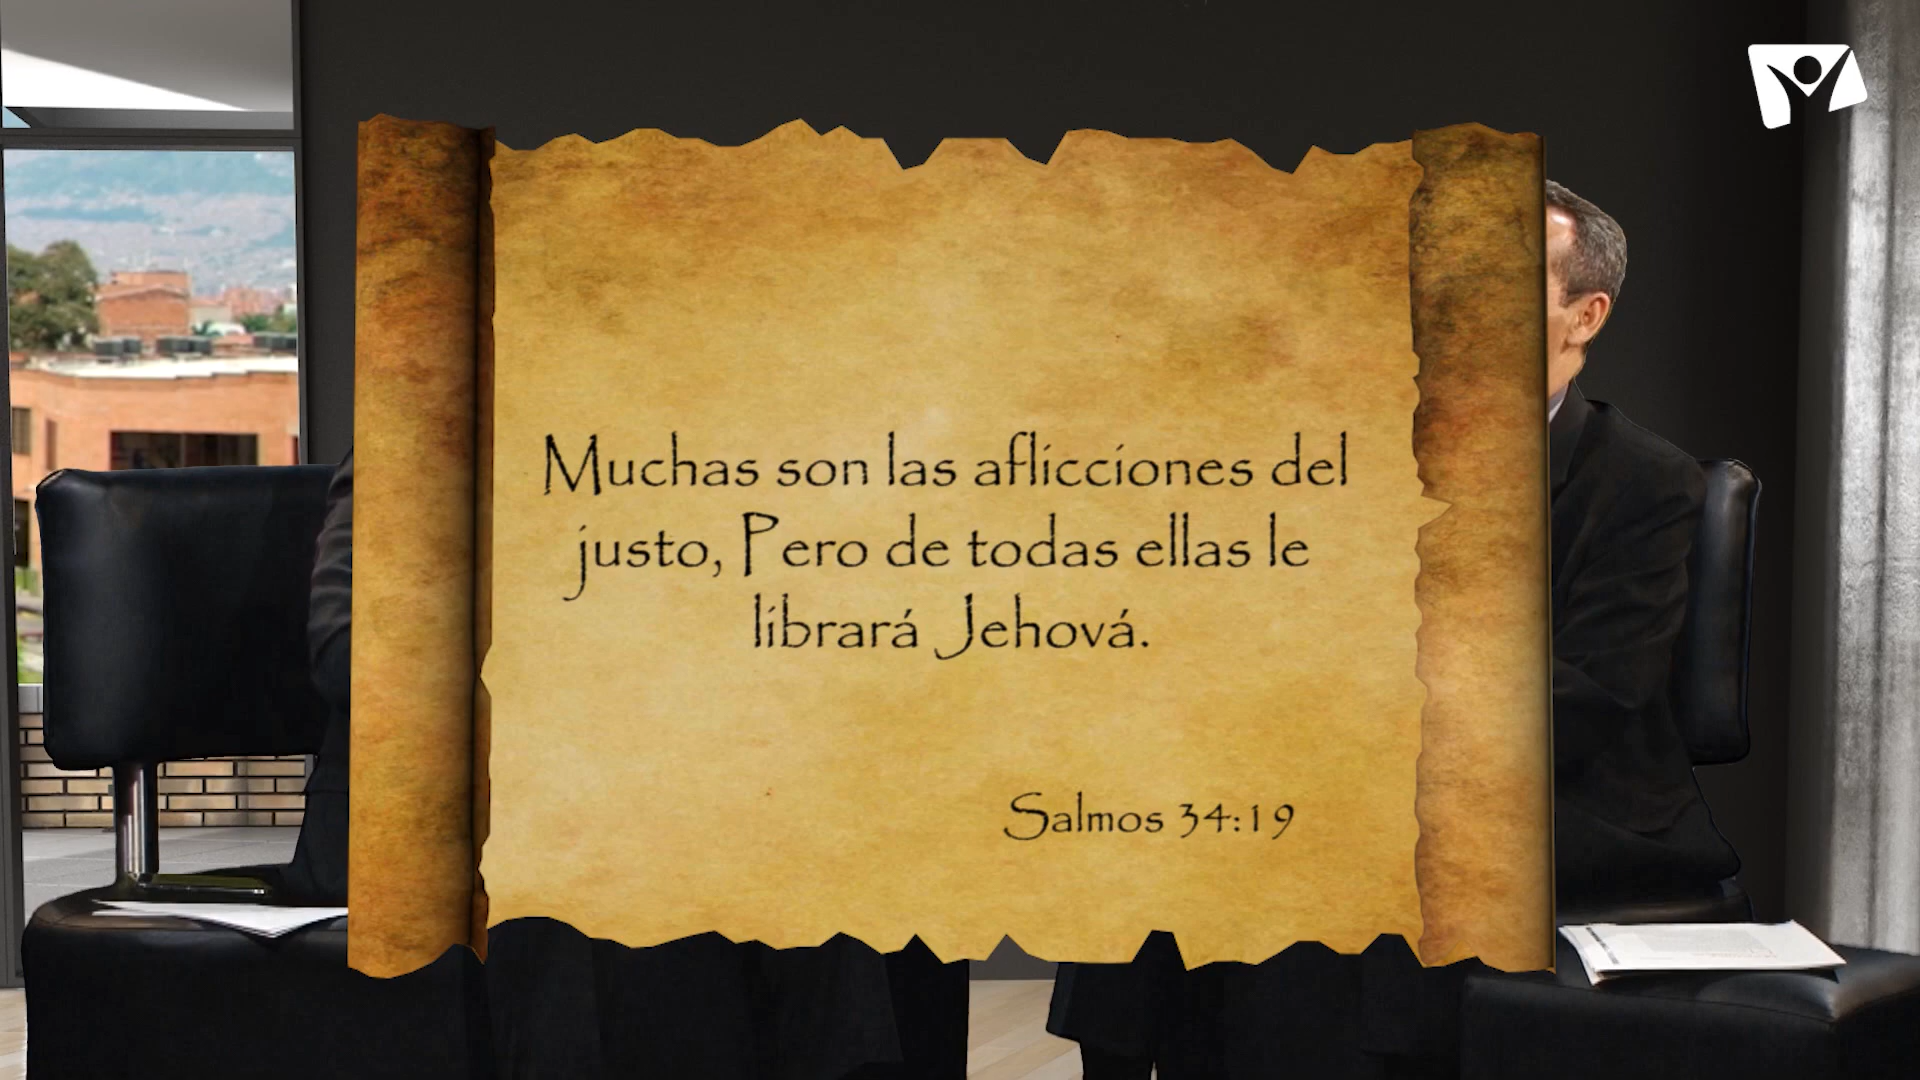 Muchas son las aflicciones del
justo, Pero de todas ellas le
librará Jehová.
Salmos 34:19